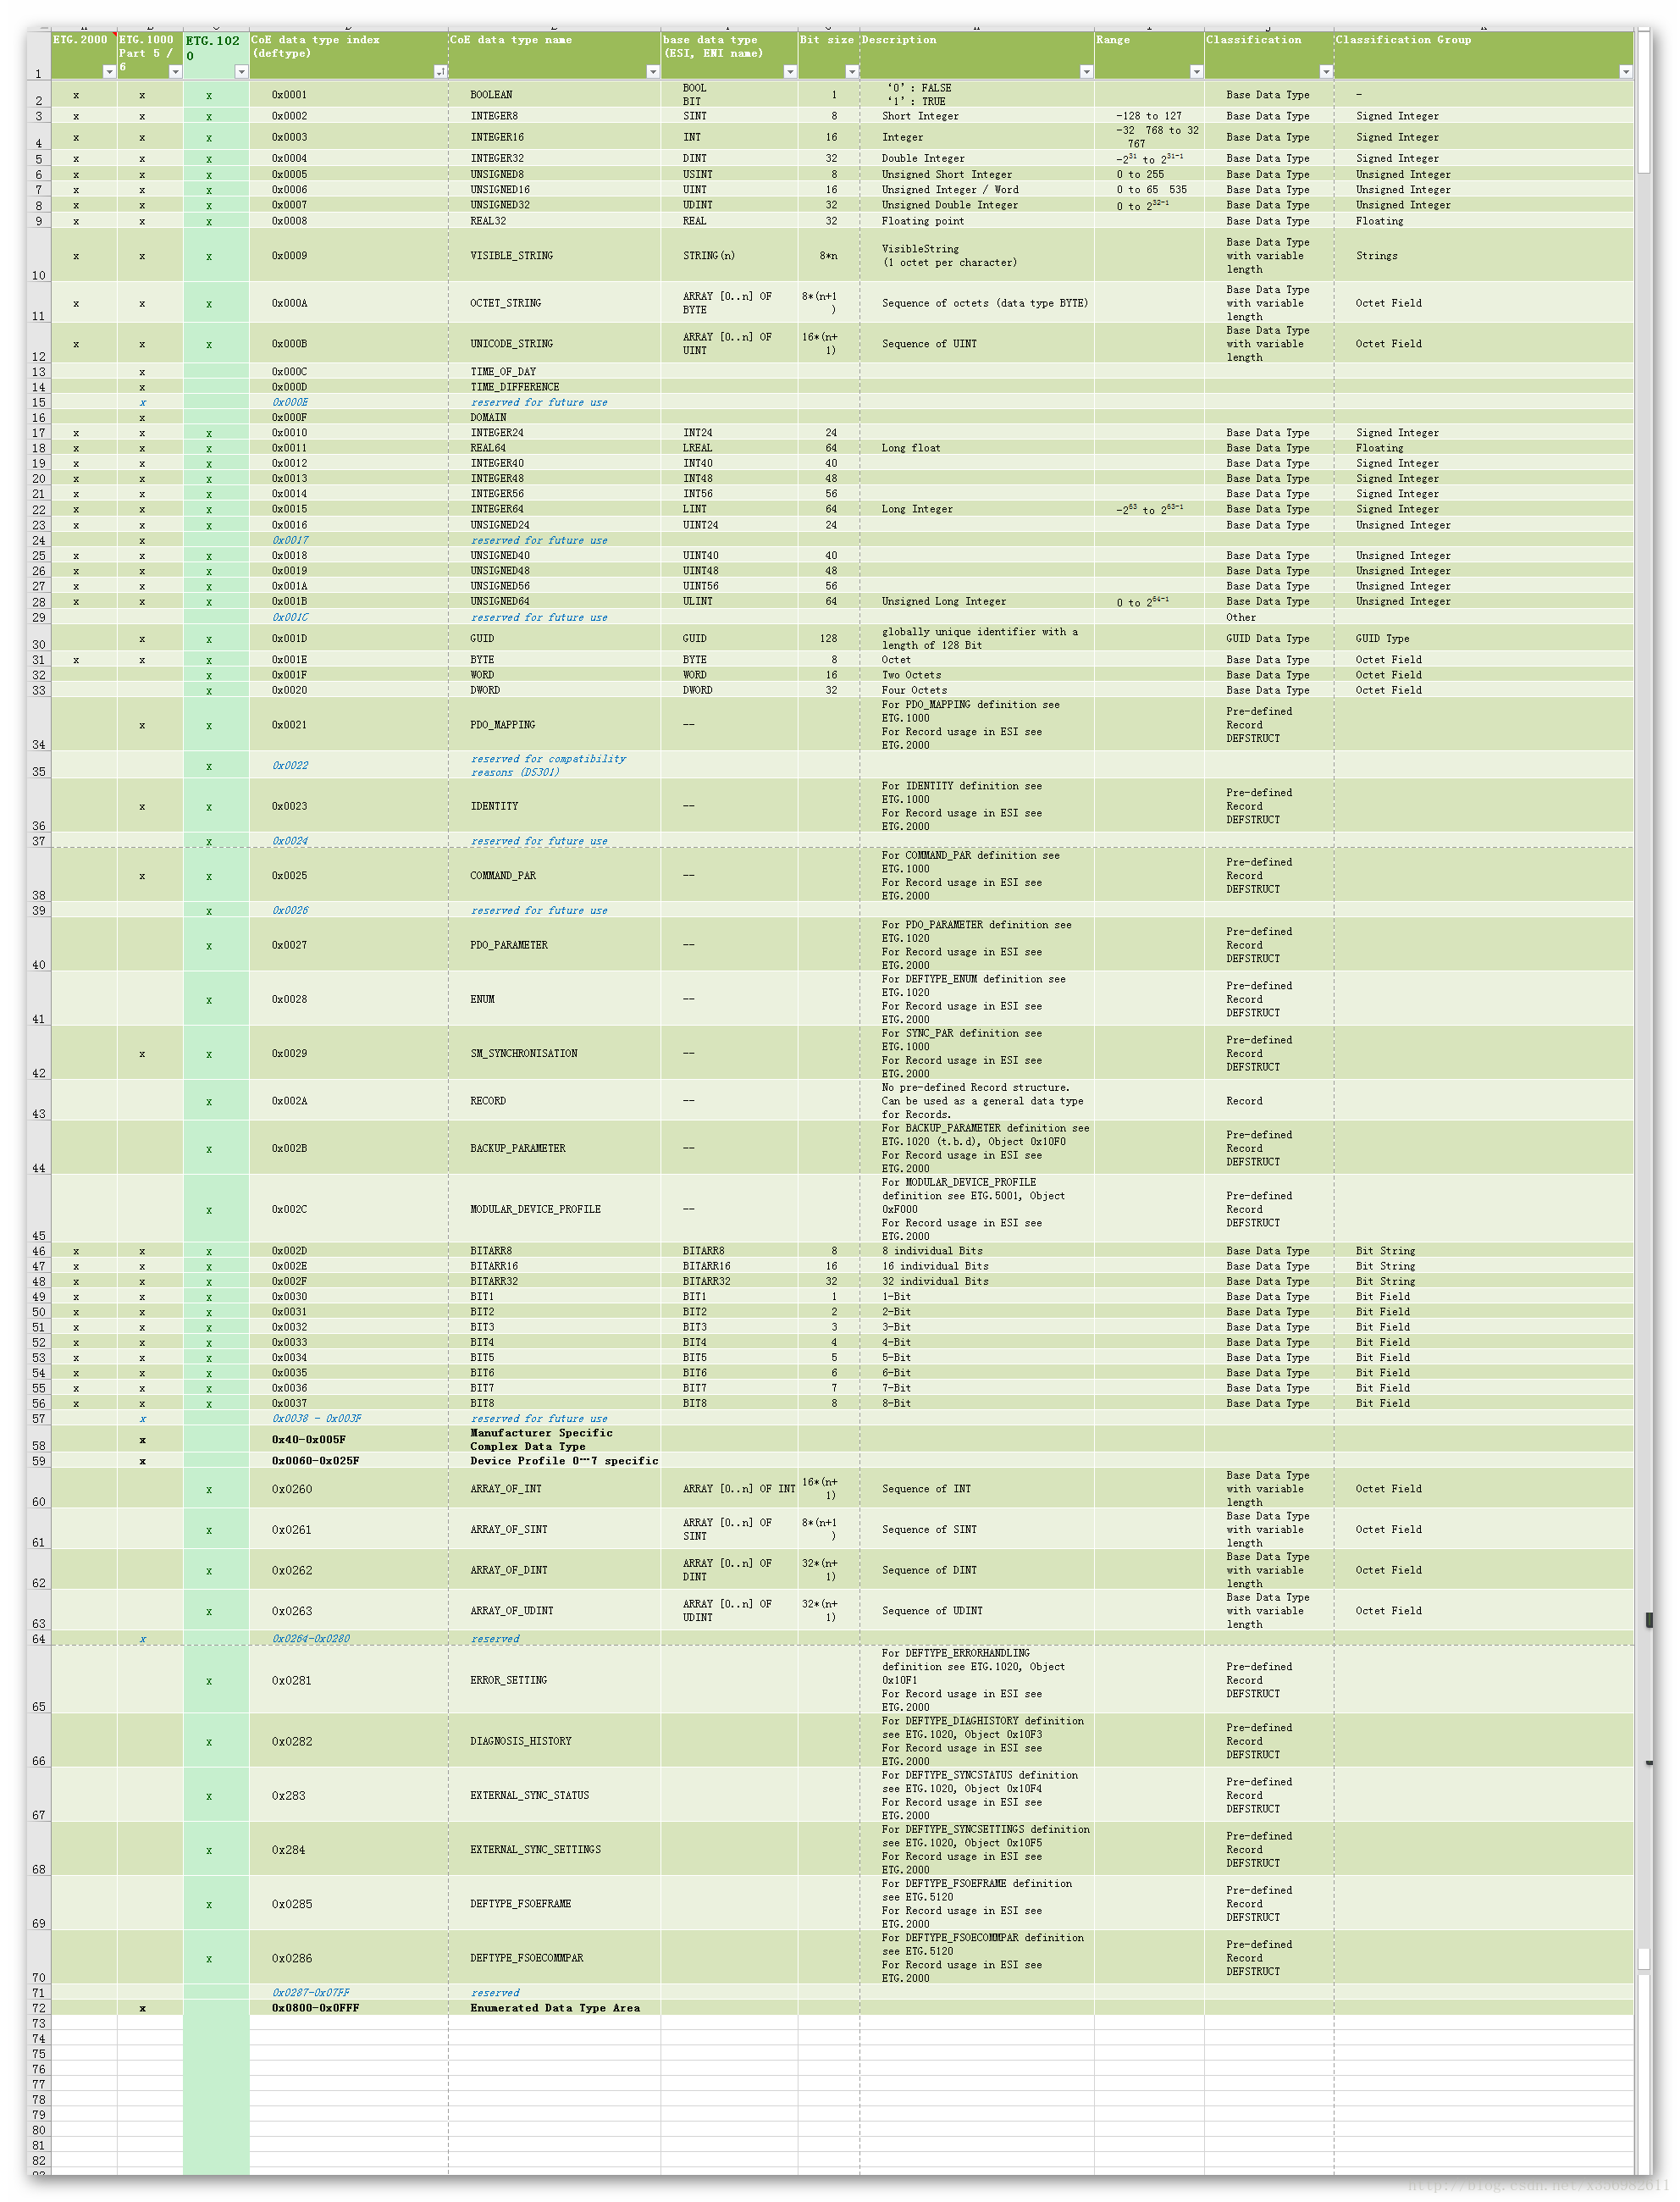 ETG.2000 ETG.1000 Part 5 / 6 ETG.1020 CoE data type index (deftype) CoE data type name base data type (ESI, ENI name) Bit size Description Range Classification Classification Group
1
2 x x x 0x0001 BOOLEAN BOOL BIT 1 ‘0’: FALSE ‘1’: TRUE Base Data Type -
3 x x x 0x0002 INTEGER8 SINT 8 Short Integer -128 to 127 Base Data Type Signed Integer
4 x x x 0x0003 INTEGER16 INT 16 Integer -32 768 to 32 767 Base Data Type Signed Integer
5 x x x 0x0004 INTEGER32 DINT 32 Double Integer -2^31 to 2^31-1 Base Data Type Signed Integer
6 x x x 0x0005 UNSIGNED8 USINT 8 Unsigned Short Integer 0 to 255 Base Data Type Unsigned Integer
7 x x x 0x0006 UNSIGNED16 UINT 16 Unsigned Integer / Word 0 to 65 535 Base Data Type Unsigned Integer
8 x x x 0x0007 UNSIGNED32 UDINT 32 Unsigned Double Integer 0 to 2^32-1 Base Data Type Unsigned Integer
9 x x x 0x0008 REAL32 REAL 32 Floating point Base Data Type Floating
10 x x x 0x0009 VISIBLE_STRING STRING(n) 8*n VisibleString (1 octet per character) Base Data Type with variable length Strings
11 x x x 0x000A OCTET_STRING ARRAY [0..n] OF BYTE 8*(n+1) Sequence of octets (data type BYTE) Base Data Type with variable length Octet Field
12 x x x 0x000B UNICODE_STRING ARRAY [0..n] OF UINT 16*(n+1) Sequence of UINT Base Data Type with variable length Octet Field
13 x 0x000C TIME_OF_DAY
14 x 0x000D TIME_DIFFERENCE
15 x 0x000E reserved for future use
16 x 0x000F DOMAIN
17 x x x 0x0010 INTEGER24 INT24 24 Base Data Type Signed Integer
18 x x x 0x0011 REAL64 LREAL 64 Long float Base Data Type Floating
19 x x x 0x0012 INTEGER40 INT40 40 Base Data Type Signed Integer
20 x x x 0x0013 INTEGER48 INT48 48 Base Data Type Signed Integer
21 x x x 0x0014 INTEGER56 INT56 56 Base Data Type Signed Integer
22 x x x 0x0015 INTEGER64 LINT 64 Long Integer -2^63 to 2^63-1 Base Data Type Signed Integer
23 x x x 0x0016 UNSIGNED24 UINT24 24 Base Data Type Unsigned Integer
24 x 0x0017 reserved for future use
25 x x x 0x0018 UNSIGNED40 UINT40 40 Base Data Type Unsigned Integer
26 x x x 0x0019 UNSIGNED48 UINT48 48 Base Data Type Unsigned Integer
27 x x x 0x001A UNSIGNED56 UINT56 56 Base Data Type Unsigned Integer
28 x x x 0x001B UNSIGNED64 ULINT 64 Unsigned Long Integer 0 to 2^64-1 Base Data Type Unsigned Integer
29 0x001C reserved for future use Other
30 x x 0x001D GUID GUID 128 globally unique identifier with a length of 128 Bit GUID Data Type GUID Type
31 x x x 0x001E BYTE BYTE 8 Octet Base Data Type Octet Field
32 x 0x001F WORD WORD 16 Two Octets Base Data Type Octet Field
33 x 0x0020 DWORD DWORD 32 Four Octets Base Data Type Octet Field
34 x x 0x0021 PDO_MAPPING -- For PDO_MAPPING definition see ETG.1000 For Record usage in ESI see ETG.2000 Pre-defined Record DEFSTRUCT
35 x 0x0022 reserved for compatibility reasons (DS301)
36 x x 0x0023 IDENTITY -- For IDENTITY definition see ETG.1000 For Record usage in ESI see ETG.2000 Pre-defined Record DEFSTRUCT
37 x 0x0024 reserved for future use
38 x x 0x0025 COMMAND_PAR -- For COMMAND_PAR definition see ETG.1000 For Record usage in ESI see ETG.2000 Pre-defined Record DEFSTRUCT
39 x 0x0026 reserved for future use
40 x 0x0027 PDO_PARAMETER -- For PDO_PARAMETER definition see ETG.1020 For Record usage in ESI see ETG.2000 Pre-defined Record DEFSTRUCT
41 x 0x0028 ENUM -- For DEFTYPE_ENUM definition see ETG.1020 For Record usage in ESI see ETG.2000 Pre-defined Record DEFSTRUCT
42 x x 0x0029 SM_SYNCHRONISATION -- For SYNC_PAR definition see ETG.1000 For Record usage in ESI see ETG.2000 Pre-defined Record DEFSTRUCT
43 x 0x002A RECORD -- No pre-defined Record structure. Can be used as a general data type for Records. Record
44 x 0x002B BACKUP_PARAMETER -- For BACKUP_PARAMETER definition see ETG.1020 (t.b.d), Object 0x10F0 For Record usage in ESI see ETG.2000 Pre-defined Record DEFSTRUCT
45 x 0x002C MODULAR_DEVICE_PROFILE -- For MODULAR_DEVICE_PROFILE definition see ETG.5001, Object 0xF000 For Record usage in ESI see ETG.2000 Pre-defined Record DEFSTRUCT
46 x x x 0x002D BITARR8 BITARR8 8 8 individual Bits Base Data Type Bit String
47 x x x 0x002E BITARR16 BITARR16 16 16 individual Bits Base Data Type Bit String
48 x x x 0x002F BITARR32 BITARR32 32 32 individual Bits Base Data Type Bit String
49 x x x 0x0030 BIT1 BIT1 1 1-Bit Base Data Type Bit Field
50 x x x 0x0031 BIT2 BIT2 2 2-Bit Base Data Type Bit Field
51 x x x 0x0032 BIT3 BIT3 3 3-Bit Base Data Type Bit Field
52 x x x 0x0033 BIT4 BIT4 4 4-Bit Base Data Type Bit Field
53 x x x 0x0034 BIT5 BIT5 5 5-Bit Base Data Type Bit Field
54 x x x 0x0035 BIT6 BIT6 6 6-Bit Base Data Type Bit Field
55 x x x 0x0036 BIT7 BIT7 7 7-Bit Base Data Type Bit Field
56 x x x 0x0037 BIT8 BIT8 8 8-Bit Base Data Type Bit Field
57 x 0x0038 - 0x003F reserved for future use
58 x 0x40-0x005F Manufacturer Specific Complex Data Type
59 x 0x0060-0x025F Device Profile 0…7 specific
60 x 0x0260 ARRAY_OF_INT ARRAY [0..n] OF INT 16*(n+1) Sequence of INT Base Data Type with variable length Octet Field
61 x 0x0261 ARRAY_OF_SINT ARRAY [0..n] OF SINT 8*(n+1) Sequence of SINT Base Data Type with variable length Octet Field
62 x 0x0262 ARRAY_OF_DINT ARRAY [0..n] OF DINT 32*(n+1) Sequence of DINT Base Data Type with variable length Octet Field
63 x 0x0263 ARRAY_OF_UDINT ARRAY [0..n] OF UDINT 32*(n+1) Sequence of UDINT Base Data Type with variable length Octet Field
64 x 0x0264-0x0280 reserved
65 x 0x0281 ERROR_SETTING For DEFTYPE_ERRORHANDLING definition see ETG.1020, Object 0x10F1 For Record usage in ESI see ETG.2000 Pre-defined Record DEFSTRUCT
66 x 0x0282 DIAGNOSIS_HISTORY For DEFTYPE_DIAGHISTORY definition see ETG.1020, Object 0x10F3 For Record usage in ESI see ETG.2000 Pre-defined Record DEFSTRUCT
67 x 0x283 EXTERNAL_SYNC_STATUS For DEFTYPE_SYNCSTATUS definition see ETG.1020, Object 0x10F4 For Record usage in ESI see ETG.2000 Pre-defined Record DEFSTRUCT
68 x 0x284 EXTERNAL_SYNC_SETTINGS For DEFTYPE_SYNCSETTINGS definition see ETG.1020, Object 0x10F5 For Record usage in ESI see ETG.2000 Pre-defined Record DEFSTRUCT
69 x 0x0285 DEFTYPE_FSOEFRAME For DEFTYPE_FSOEFRAME definition see ETG.5120 For Record usage in ESI see ETG.2000 Pre-defined Record DEFSTRUCT
70 x 0x0286 DEFTYPE_FSOECOMMPAR For DEFTYPE_FSOECOMMPAR definition see ETG.5120 For Record usage in ESI see ETG.2000 Pre-defined Record DEFSTRUCT
71 0x0287-0x07FF reserved
72 x 0x0800-0x0FFF Enumerated Data Type Area
73
74
75
76
77
78
79
80
81
82